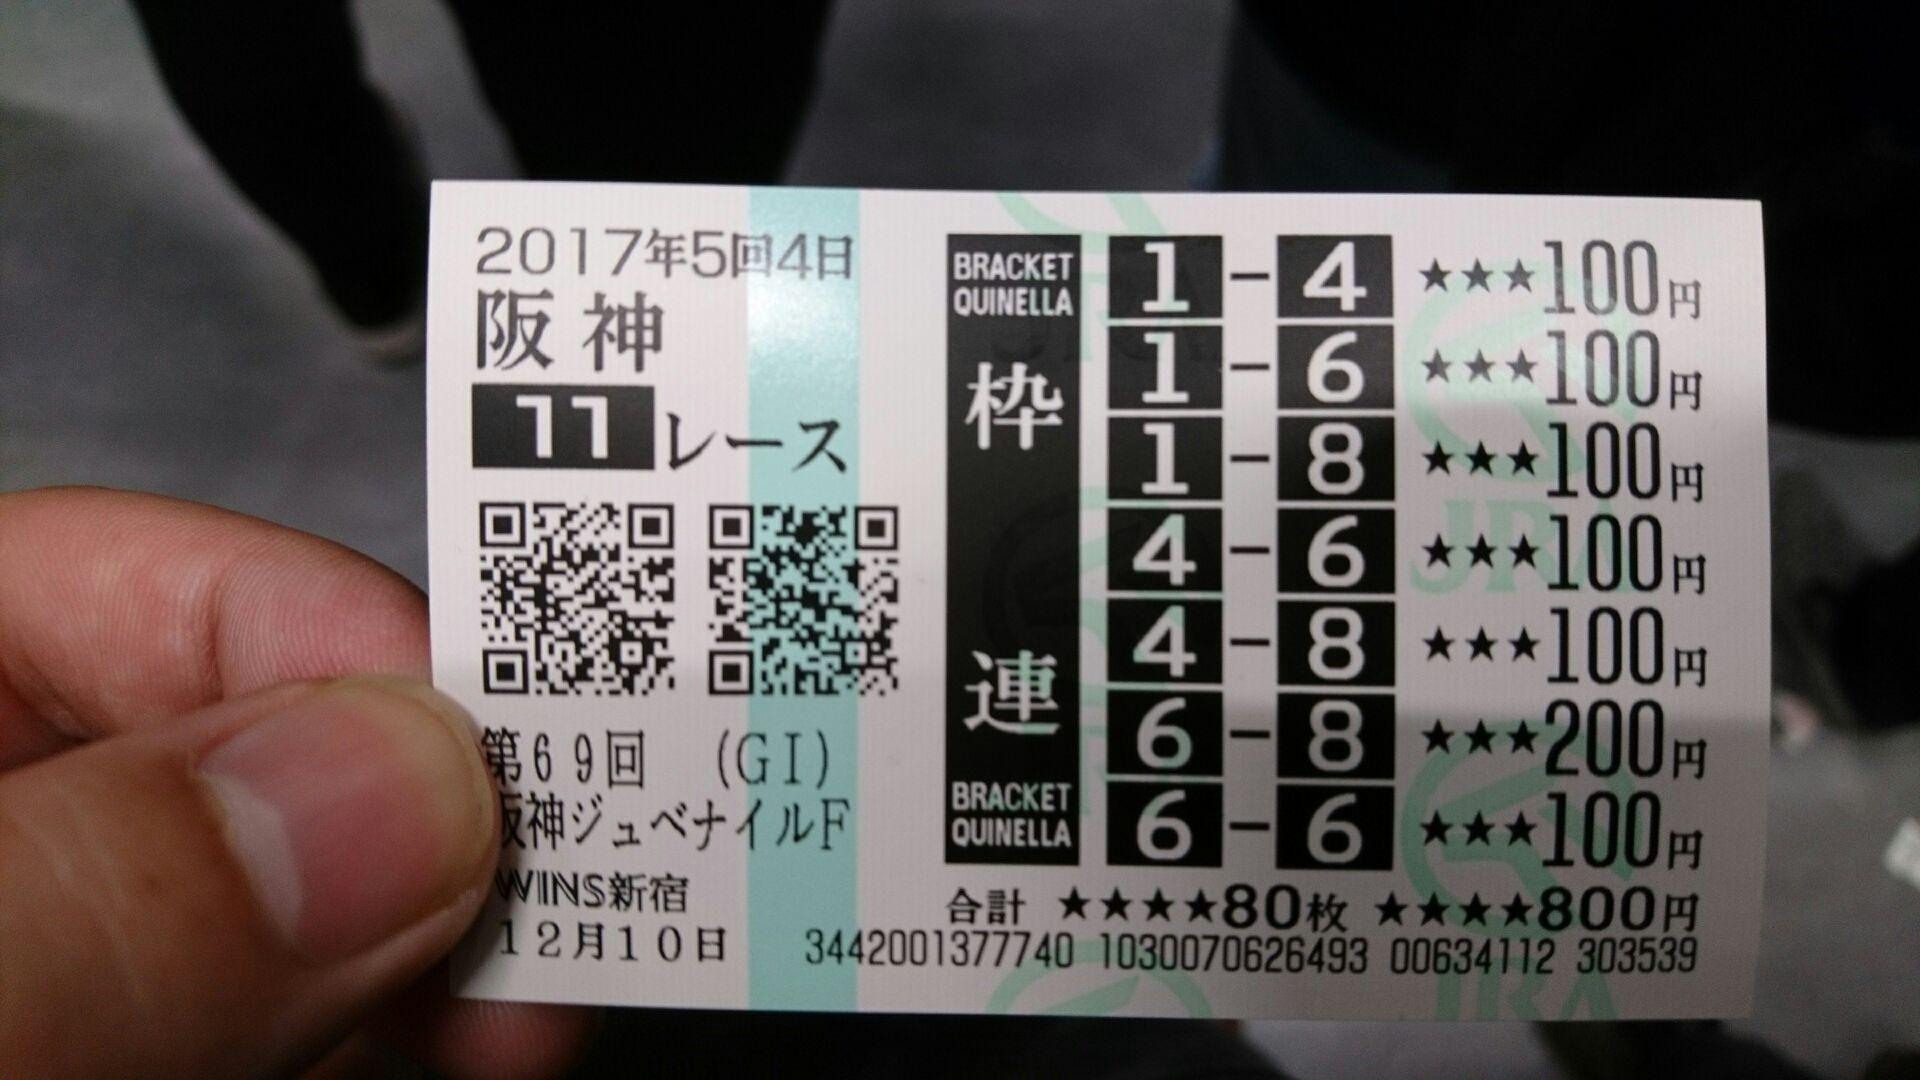 2017年5回4日
阪神
11レース
第69回 (GI)
阪神ジュベナイルF
WINS新宿
12月10日
BRACKET
QUINELLA
枠
連
BRACKET
QUINELLA
1-4 ★★★100円
1-6 ★★★100円
1-8 ★★★100円
4-6 ★★★100円
4-8 ★★★100円
6-8 ★★★200円
6-6 ★★★100円
合計 ★★★★80枚 ★★★★800円
3442001377740 1030070626493 00634112 303539
JRA
JRA